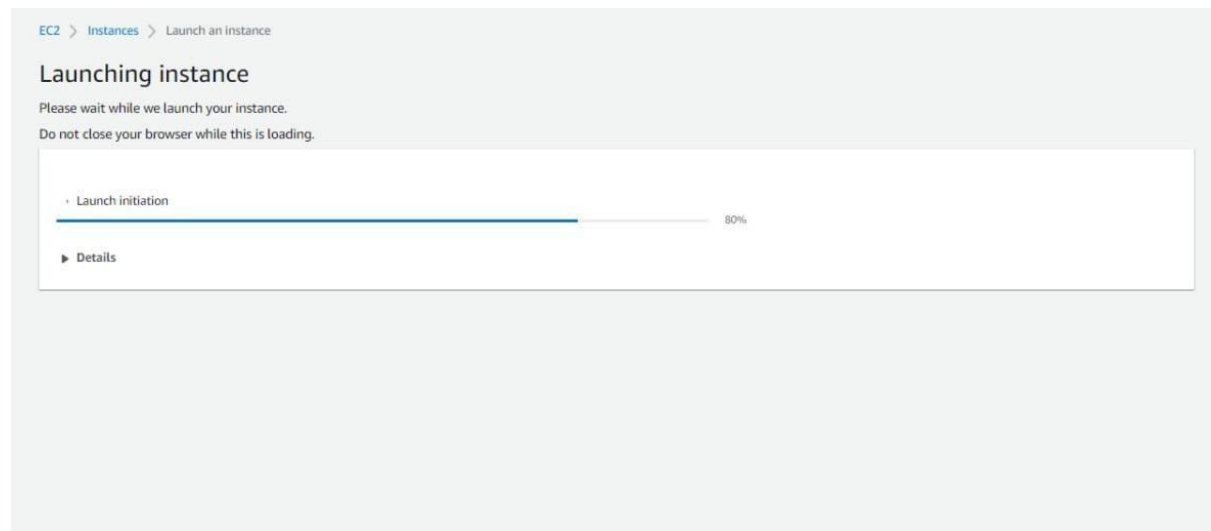 EC2 > Instances > Launch an instance
Launching instance
Please wait while we launch your instance.
Do not close your browser while this is loading.
Launch initiation
80%
Details